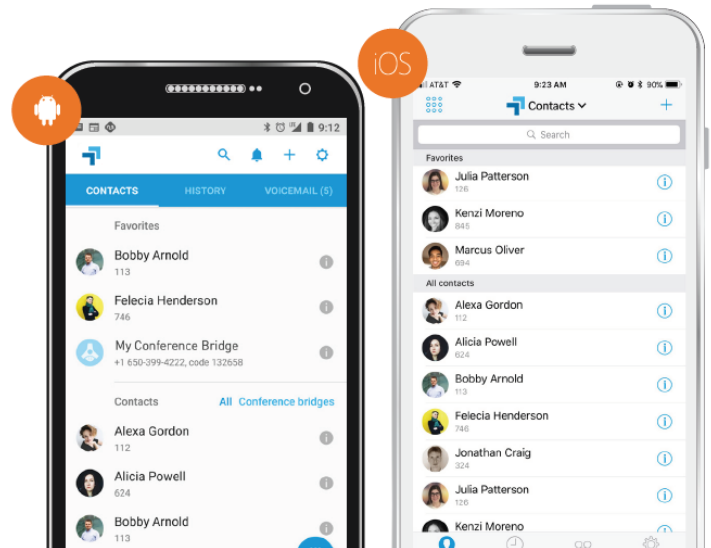 9:12
CONTACTS HISTORY VOICEMAIL (5)
Favorites
Bobby Arnold
113
Felecia Henderson
746
My Conference Bridge
+1 650-399-4222, code 132658
Contacts All Conference bridges
Alexa Gordon
112
Alicia Powell
624
Bobby Arnold
113
iOS
AT&T 9:23 AM 90%
Contacts
Search
Favorites
Julia Patterson
126
Kenzi Moreno
845
Marcus Oliver
694
All contacts
Alexa Gordon
112
Alicia Powell
624
Bobby Arnold
113
Felecia Henderson
746
Jonathan Craig
324
Julia Patterson
126
Kenzi Moreno